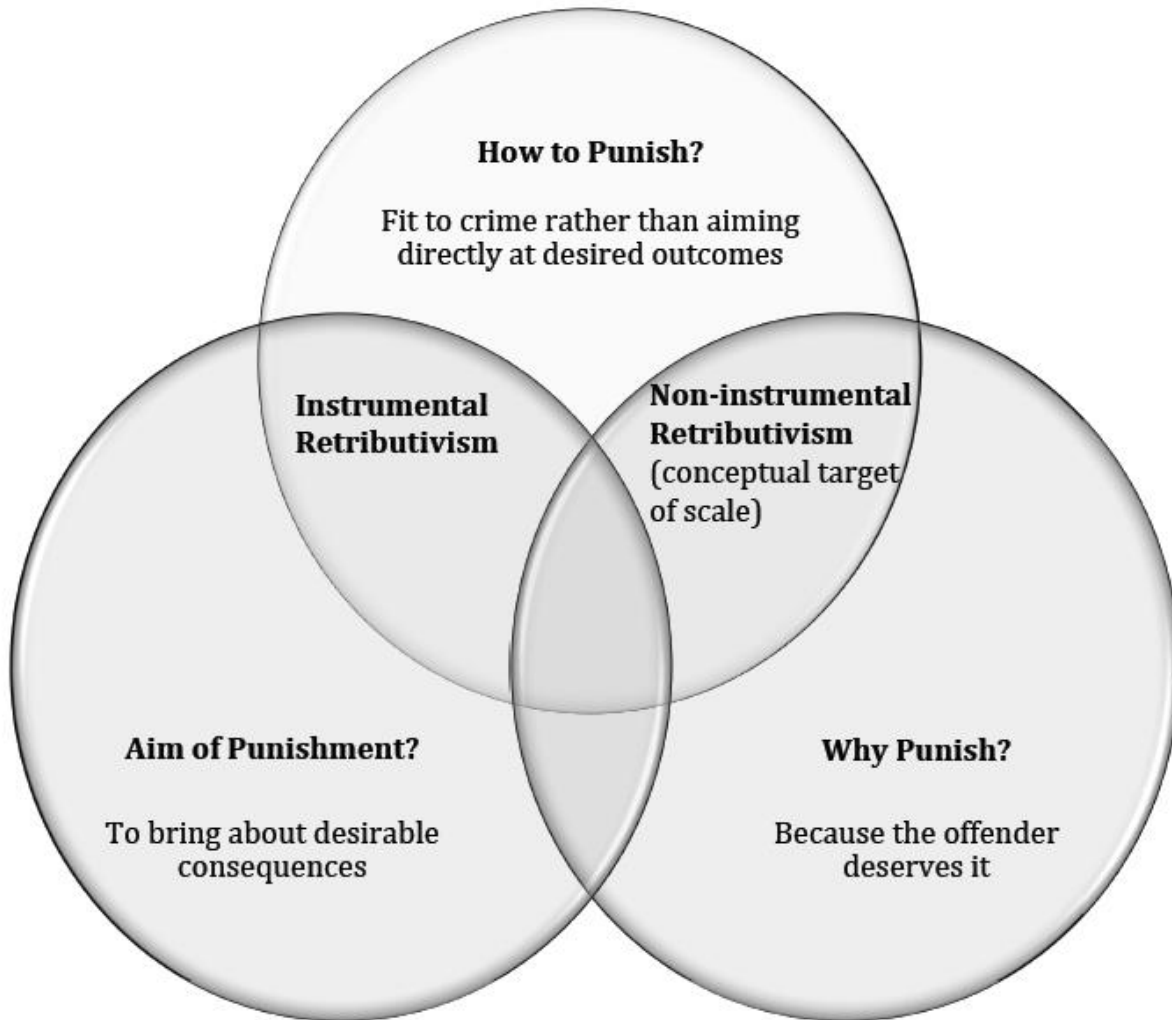 How to Punish?
Fit to crime rather than aiming
directly at desired outcomes
Instrumental
Retributivism
Non-instrumental
Retributivism
(conceptual target
of scale)
Aim of Punishment?
To bring about desirable
consequences
Why Punish?
Because the offender
deserves it